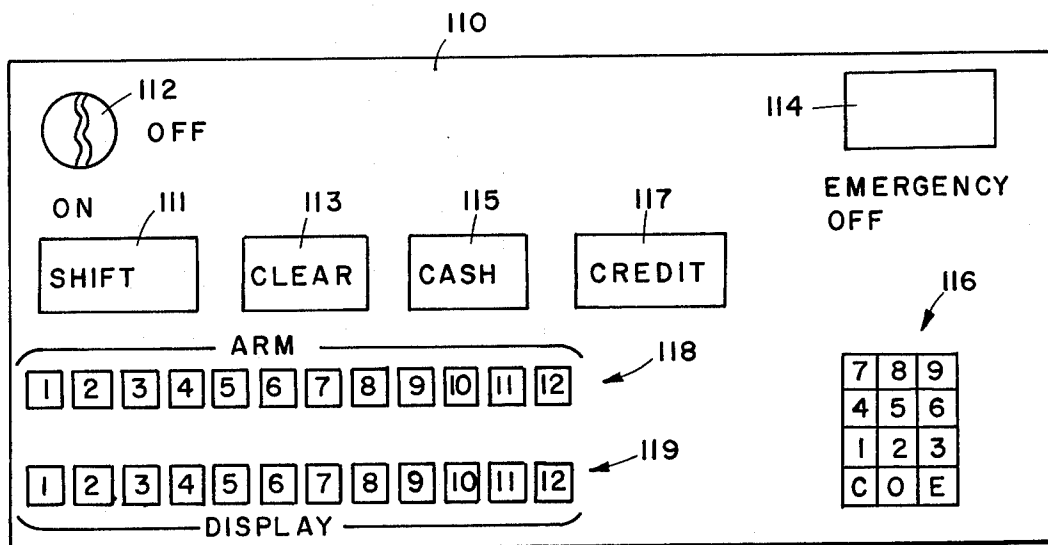 110
112
OFF
114
EMERGENCY
OFF
ON
111
113
115
117
SHIFT
CLEAR
CASH
CREDIT
116
ARM
118
1 2 3 4 5 6 7 8 9 10 11 12
7 8 9
4 5 6
1 2 3
C O E
119
1 2 3 4 5 6 7 8 9 10 11 12
DISPLAY